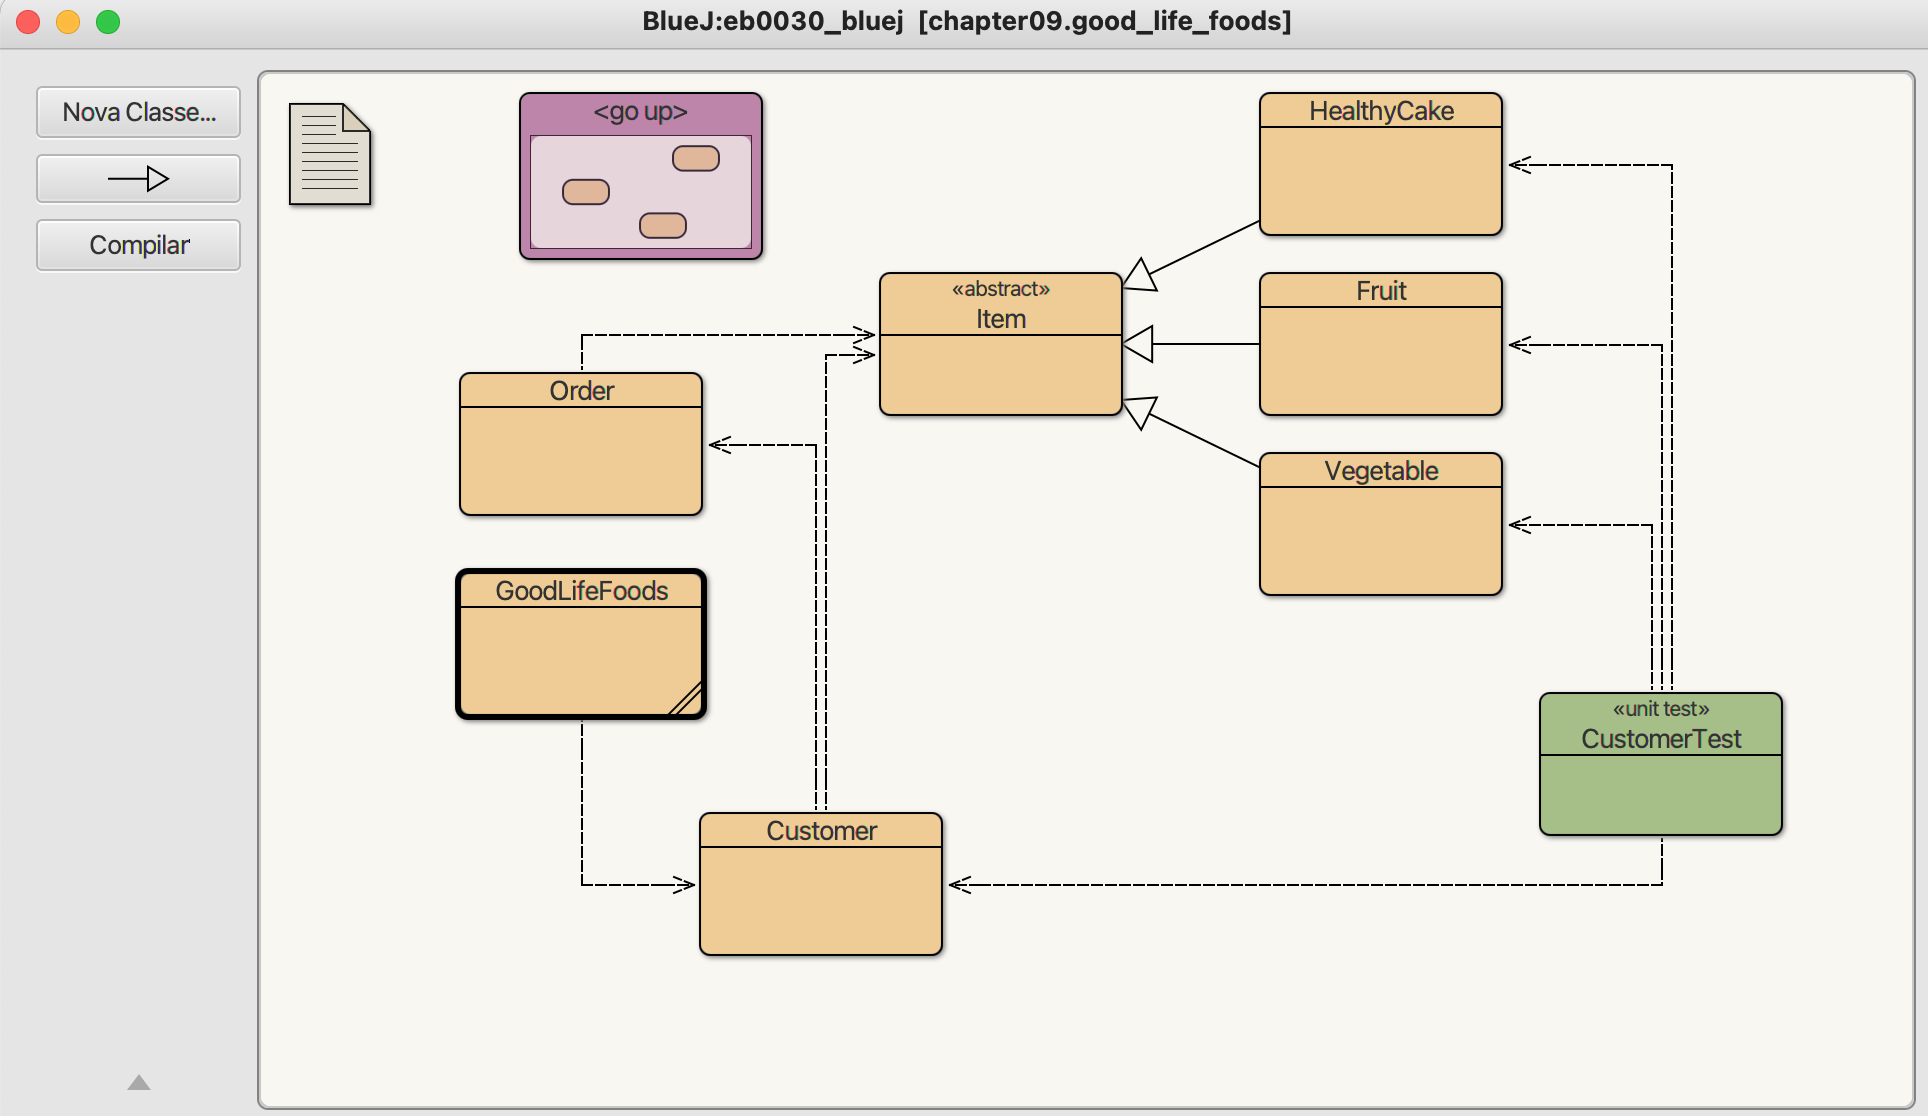 BlueJ:eb0030_bluej [chapter09.good_life_foods]
Nova Classe...
Compilar
<go up>
HealthyCake
«abstract»
Item
Fruit
Order
Vegetable
GoodLifeFoods
«unit test»
CustomerTest
Customer